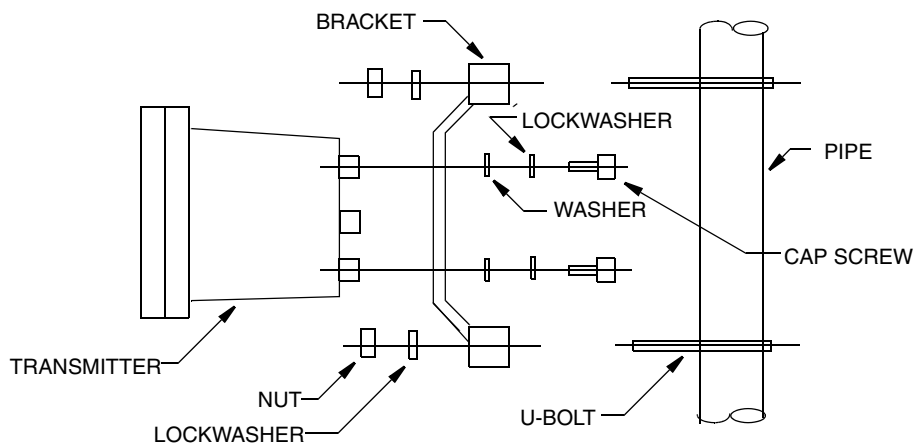 BRACKET
LOCKWASHER
PIPE
WASHER
CAP SCREW
TRANSMITTER
NUT
U-BOLT
LOCKWASHER